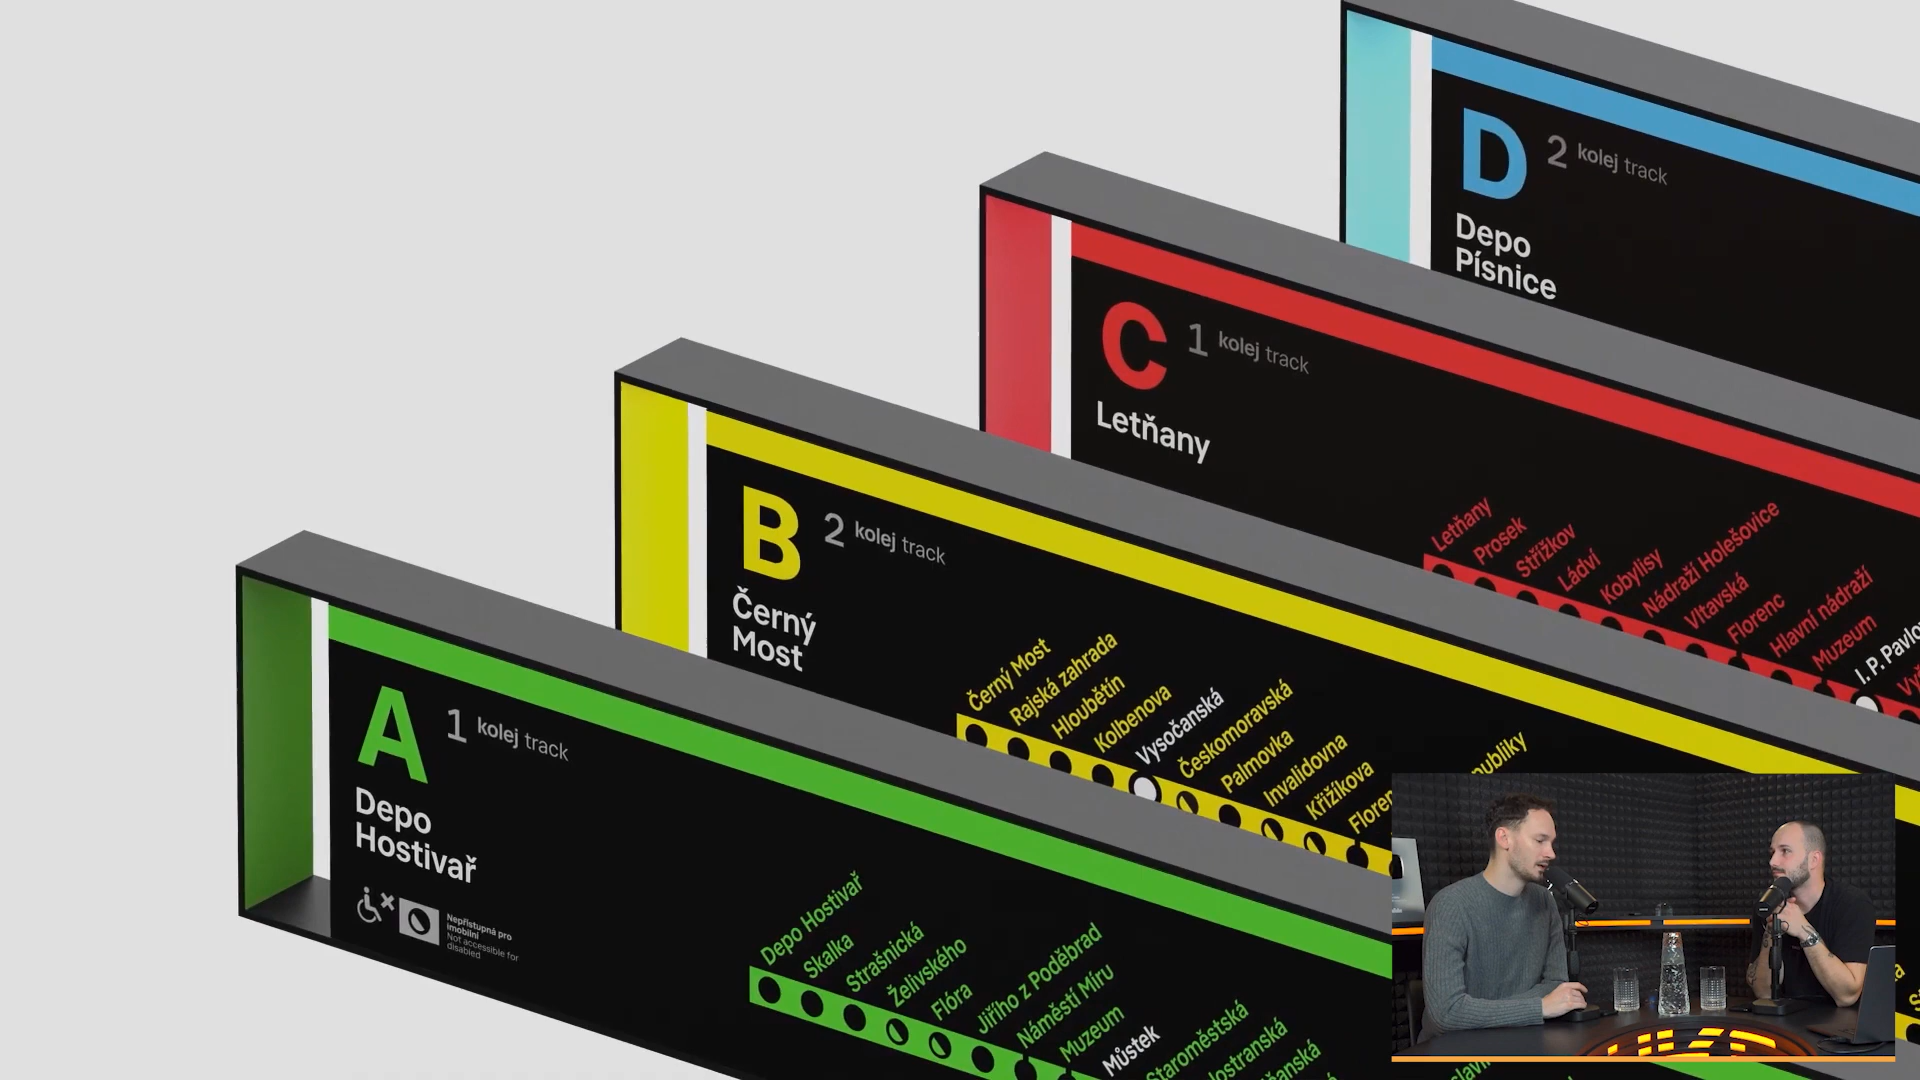 D
2 kolej track
Depo
Písnice
C
1 kolej track
Letňany
Letňany
Prosek
Střížkov
Ládví
Kobylisy
Nádraží Holešovice
Vltavská
Florenc
Hlavní nádraží
Muzeum
I. P. Pavlo
Vyš
B
2 kolej track
Černý
Most
Černý Most
Rajská zahrada
Hloubětín
Kolbenova
Vysočanská
Českomoravská
Palmovka
Invalidovna
Křižíkova
Floren
publiky
A
1 kolej track
Depo
Hostivař
Nepřístupná pro
imobilní
Not accessible for
disabled
Depo Hostivař
Skalka
Strašnická
Želivského
Flóra
Jiřího z Poděbrad
Náměstí Míru
Muzeum
Můstek
Staroměstská
lostranská